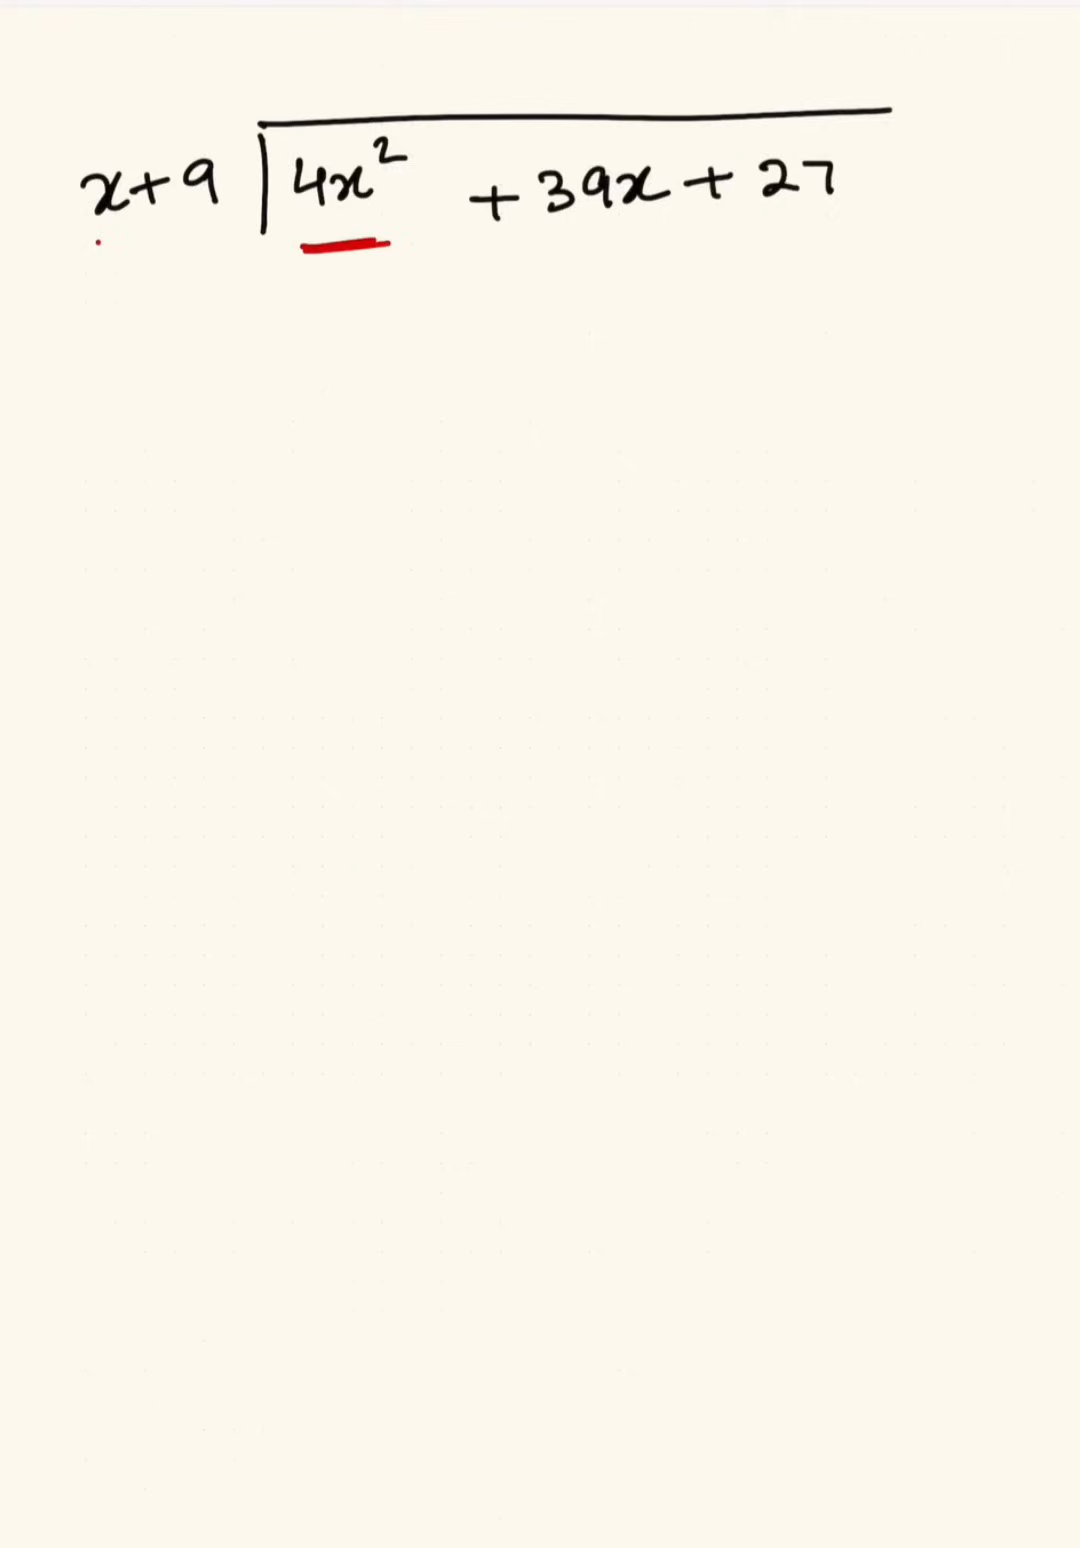 x+9 | 4x² + 39x + 27